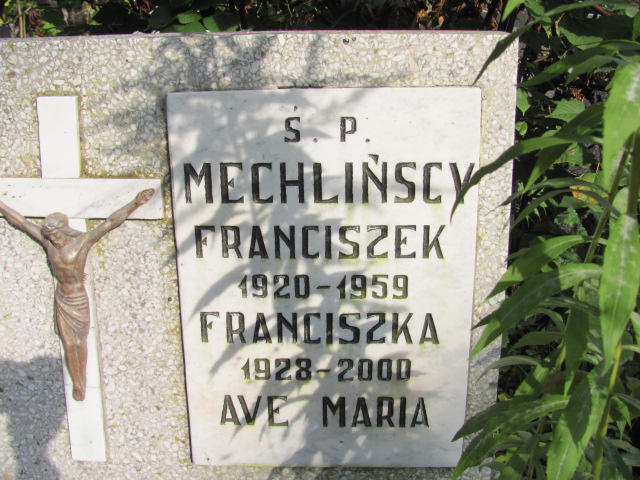 Ś. P.
MECHLIŃSCY
FRANCISZEK
1920-1959
FRANCISZKA
1928-2000
AVE MARIA